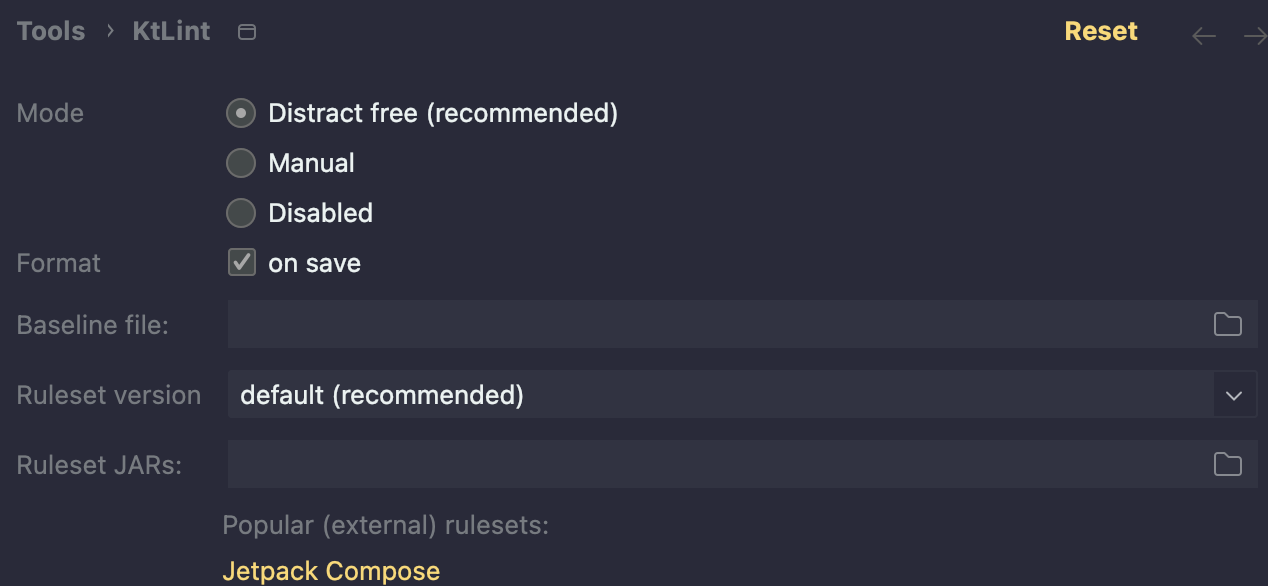 Tools › KtLint Reset
Mode Distract free (recommended)
Manual
Disabled
Format on save
Baseline file:
Ruleset version default (recommended)
Ruleset JARs:
Popular (external) rulesets:
Jetpack Compose